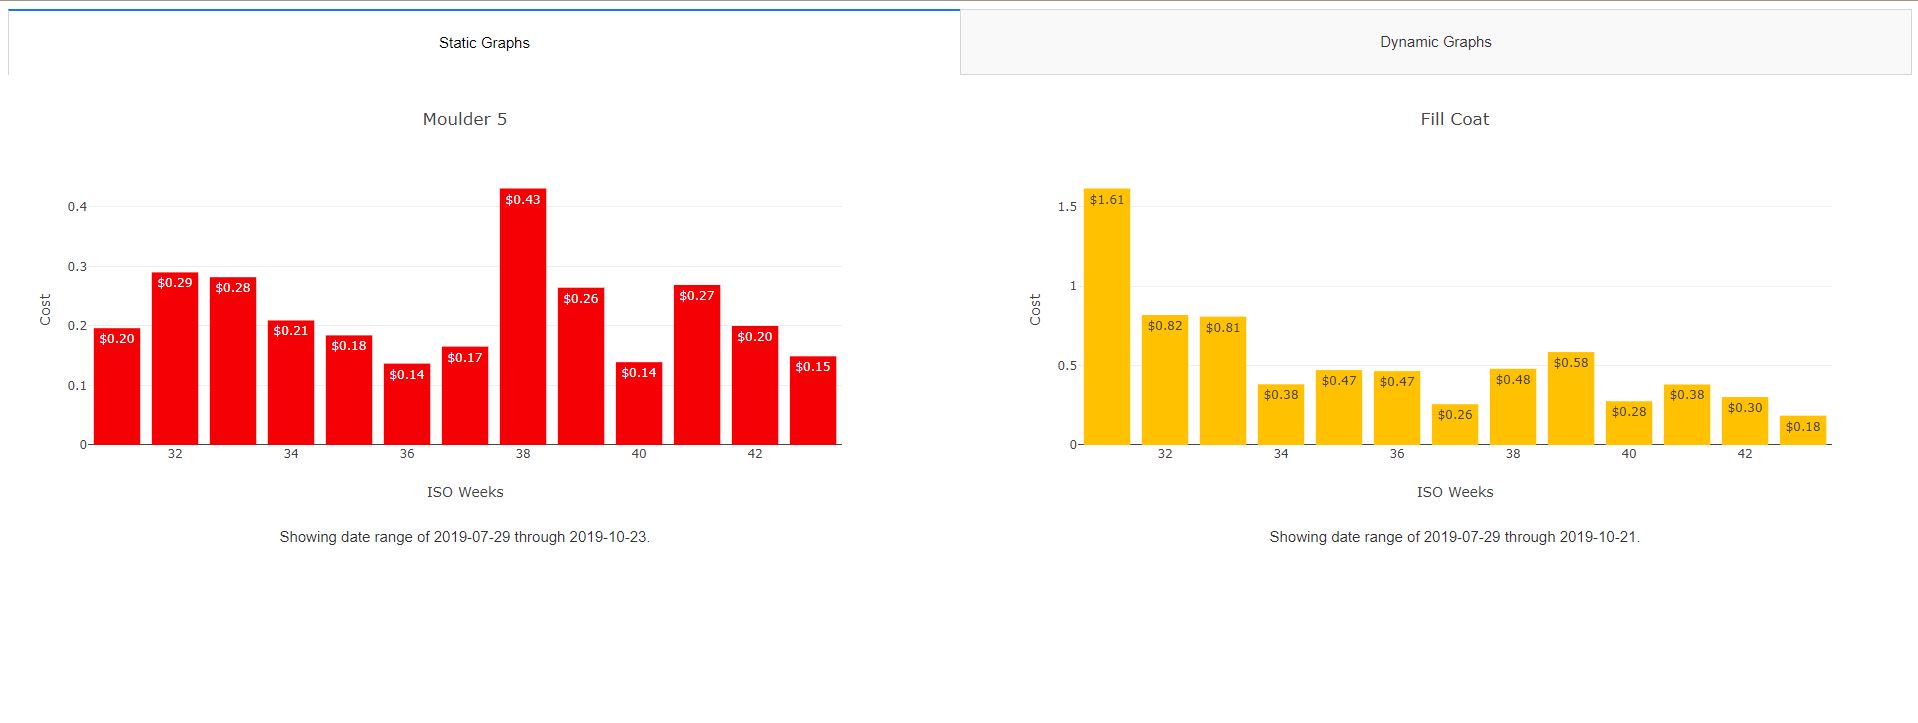 Static Graphs
Dynamic Graphs
Moulder 5
0.4
0.3
0.2
0.1
0
Cost
$0.20
$0.29
$0.28
$0.21
$0.18
$0.14
$0.17
$0.43
$0.26
$0.14
$0.27
$0.20
$0.15
32 34 36 38 40 42
ISO Weeks
Showing date range of 2019-07-29 through 2019-10-23.
Fill Coat
1.5
1
0.5
0
Cost
$1.61
$0.82
$0.81
$0.38
$0.47
$0.47
$0.26
$0.48
$0.58
$0.28
$0.38
$0.30
$0.18
32 34 36 38 40 42
ISO Weeks
Showing date range of 2019-07-29 through 2019-10-21.